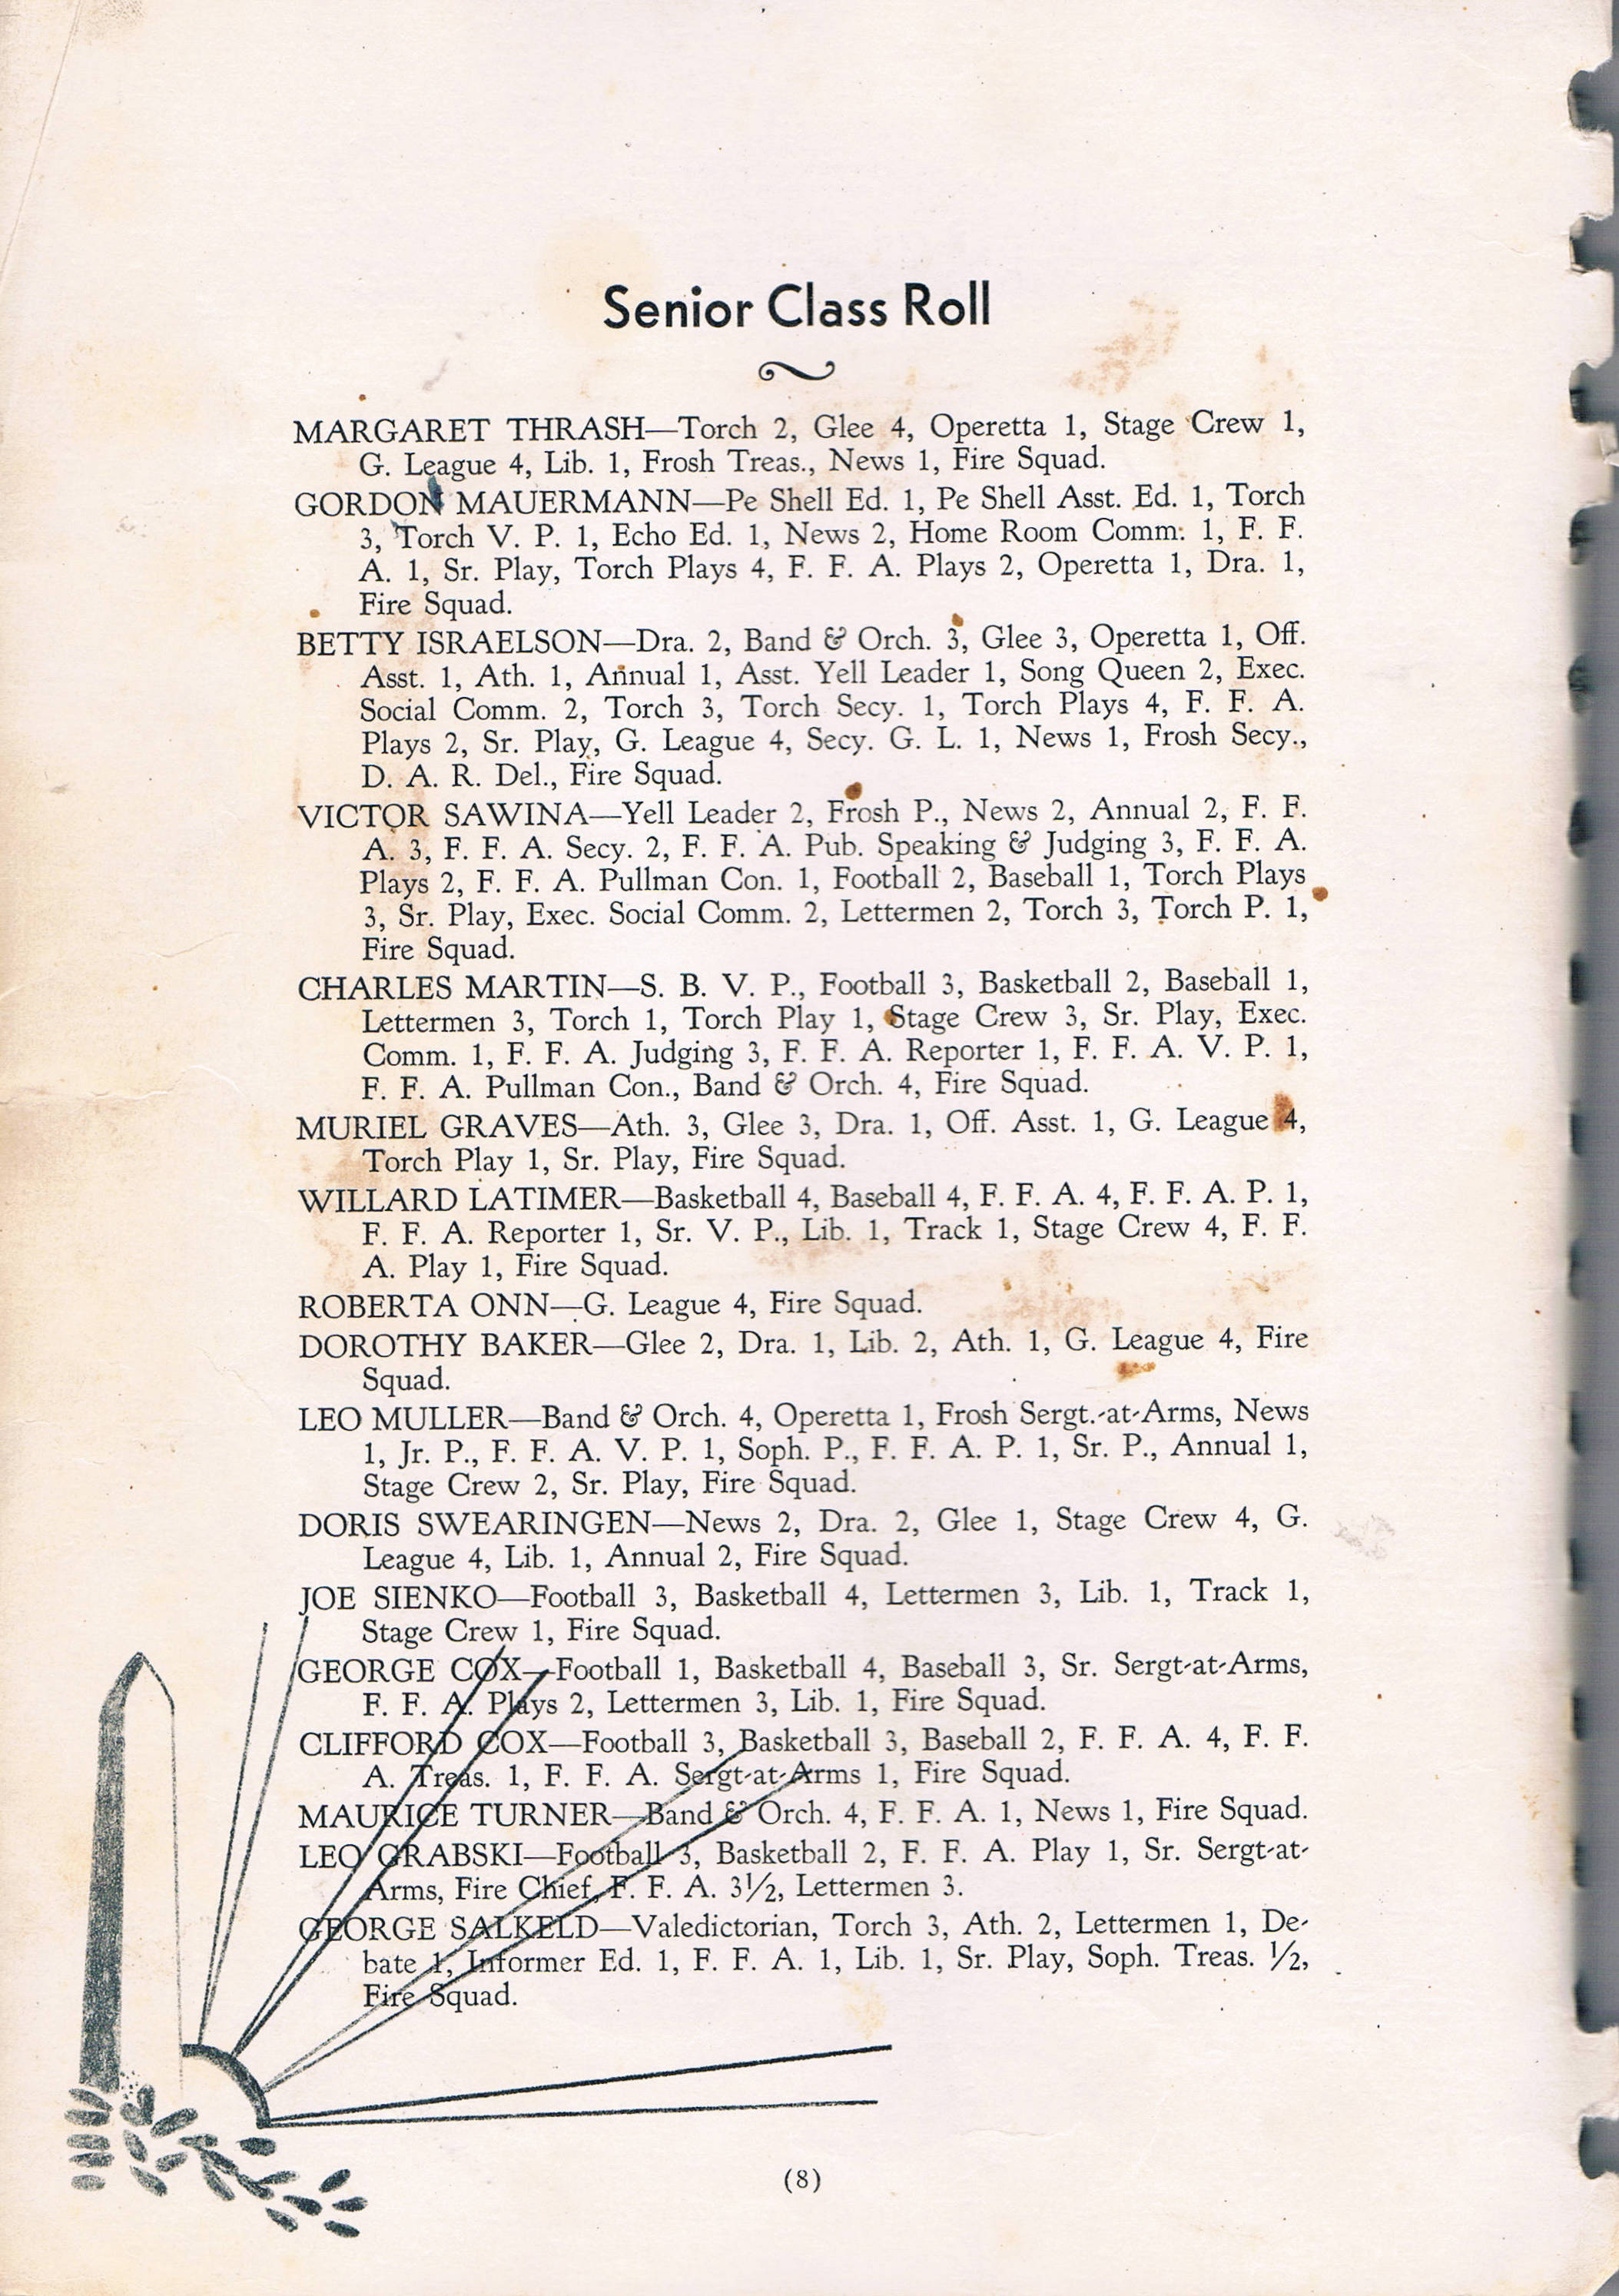 Senior Class Roll
MARGARET THRASH—Torch 2, Glee 4, Operetta 1, Stage Crew 1,
G. League 4, Lib. 1, Frosh Treas., News 1, Fire Squad.
GORDON MAUERMANN—Pe Shell Ed. 1, Pe Shell Asst. Ed. 1, Torch
3, Torch V. P. 1, Echo Ed. 1, News 2, Home Room Comm. 1, F. F.
A. 1, Sr. Play, Torch Plays 4, F. F. A. Plays 2, Operetta 1, Dra. 1,
Fire Squad.
BETTY ISRAELSON—Dra. 2, Band & Orch. 3, Glee 3, Operetta 1, Off.
Asst. 1, Ath. 1, Annual 1, Asst. Yell Leader 1, Song Queen 2, Exec.
Social Comm. 2, Torch 3, Torch Secy. 1, Torch Plays 4, F. F. A.
Plays 2, Sr. Play, G. League 4, Secy. G. L. 1, News 1, Frosh Secy.,
D. A. R. Del., Fire Squad.
VICTOR SAWINA—Yell Leader 2, Frosh P., News 2, Annual 2, F. F.
A. 3, F. F. A. Secy. 2, F. F. A. Pub. Speaking & Judging 3, F. F. A.
Plays 2, F. F. A. Pullman Con. 1, Football 2, Baseball 1, Torch Plays
3, Sr. Play, Exec. Social Comm. 2, Lettermen 2, Torch 3, Torch P. 1,
Fire Squad.
CHARLES MARTIN—S. B. V. P., Football 3, Basketball 2, Baseball 1,
Lettermen 3, Torch 1, Torch Play 1, Stage Crew 3, Sr. Play, Exec.
Comm. 1, F. F. A. Judging 3, F. F. A. Reporter 1, F. F. A. V. P. 1,
F. F. A. Pullman Con., Band & Orch. 4, Fire Squad.
MURIEL GRAVES—Ath. 3, Glee 3, Dra. 1, Off. Asst. 1, G. League 4,
Torch Play 1, Sr. Play, Fire Squad.
WILLARD LATIMER—Basketball 4, Baseball 4, F. F. A. 4, F. F. A. P. 1,
F. F. A. Reporter 1, Sr. V. P., Lib. 1, Track 1, Stage Crew 4, F. F.
A. Play 1, Fire Squad.
ROBERTA ONN—G. League 4, Fire Squad.
DOROTHY BAKER—Glee 2, Dra. 1, Lib. 2, Ath. 1, G. League 4, Fire
Squad.
LEO MULLER—Band & Orch. 4, Operetta 1, Frosh Sergt.-at-Arms, News
1, Jr. P., F. F. A. V. P. 1, Soph. P., F. F. A. P. 1, Sr. P., Annual 1,
Stage Crew 2, Sr. Play, Fire Squad.
DORIS SWEARINGEN—News 2, Dra. 2, Glee 1, Stage Crew 4, G.
League 4, Lib. 1, Annual 2, Fire Squad.
JOE SIENKO—Football 3, Basketball 4, Lettermen 3, Lib. 1, Track 1,
Stage Crew 1, Fire Squad.
GEORGE COX—Football 1, Basketball 4, Baseball 3, Sr. Sergt-at-Arms,
F. F. A. Plays 2, Lettermen 3, Lib. 1, Fire Squad.
CLIFFORD COX—Football 3, Basketball 3, Baseball 2, F. F. A. 4, F. F.
A. Treas. 1, F. F. A. Sergt-at-Arms 1, Fire Squad.
MAURICE TURNER—Band & Orch. 4, F. F. A. 1, News 1, Fire Squad.
LEO GRABSKI—Football 3, Basketball 2, F. F. A. Play 1, Sr. Sergt-at-
Arms, Fire Chief, F. F. A. 3½, Lettermen 3.
GEORGE SALKELD—Valedictorian, Torch 3, Ath. 2, Lettermen 1, De-
bate 1, Informer Ed. 1, F. F. A. 1, Lib. 1, Sr. Play, Soph. Treas. ½,
Fire Squad.
(8)